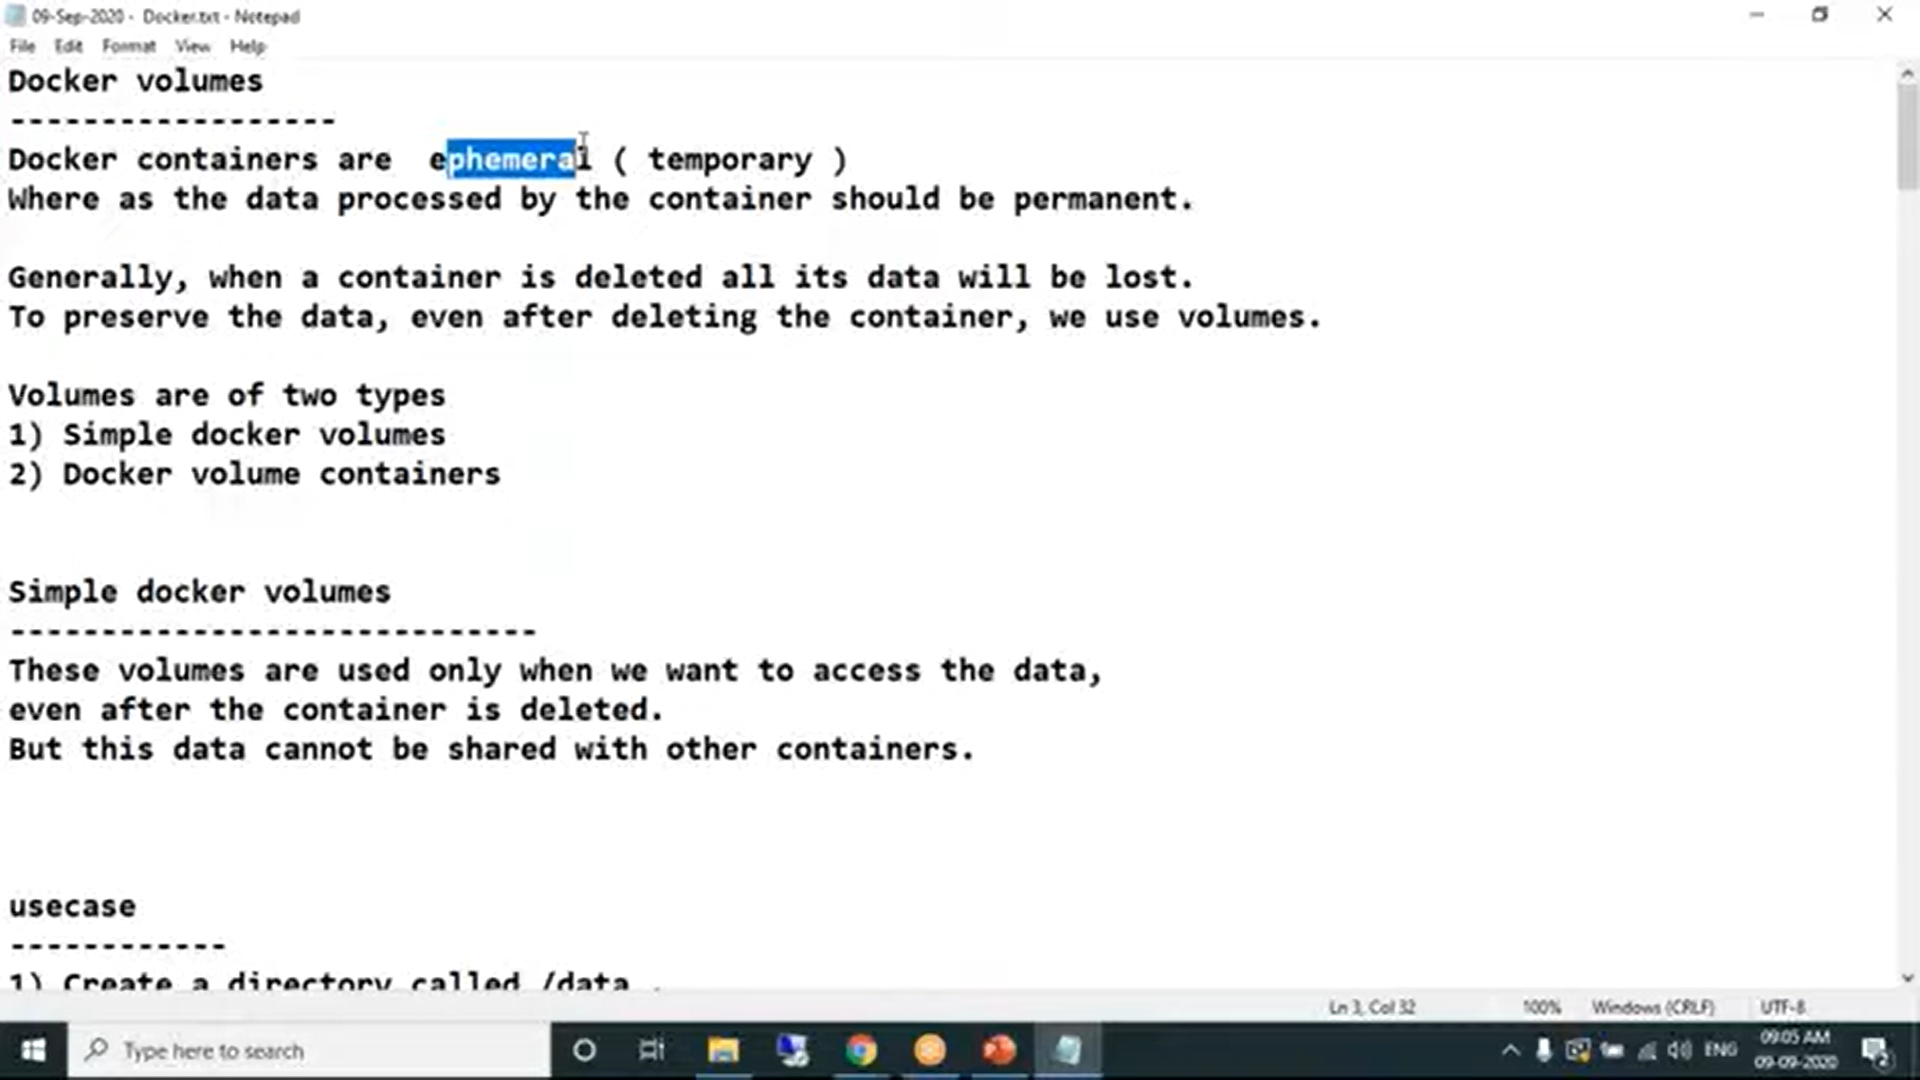 09-Sep-2020 - Docker.txt - Notepad
File Edit Format View Help
Docker volumes
------------------
Docker containers are  ephemeral ( temporary )
Where as the data processed by the container should be permanent.
Generally, when a container is deleted all its data will be lost.
To preserve the data, even after deleting the container, we use volumes.
Volumes are of two types
1) Simple docker volumes
2) Docker volume containers
Simple docker volumes
-----------------------------
These volumes are used only when we want to access the data,
even after the container is deleted.
But this data cannot be shared with other containers.
usecase
------------
1) Create a directory called /data .
Ln 3, Col 32 100% Windows (CRLF) UTF-8
Type here to search
ENG
09:05 AM
09-09-2020
2